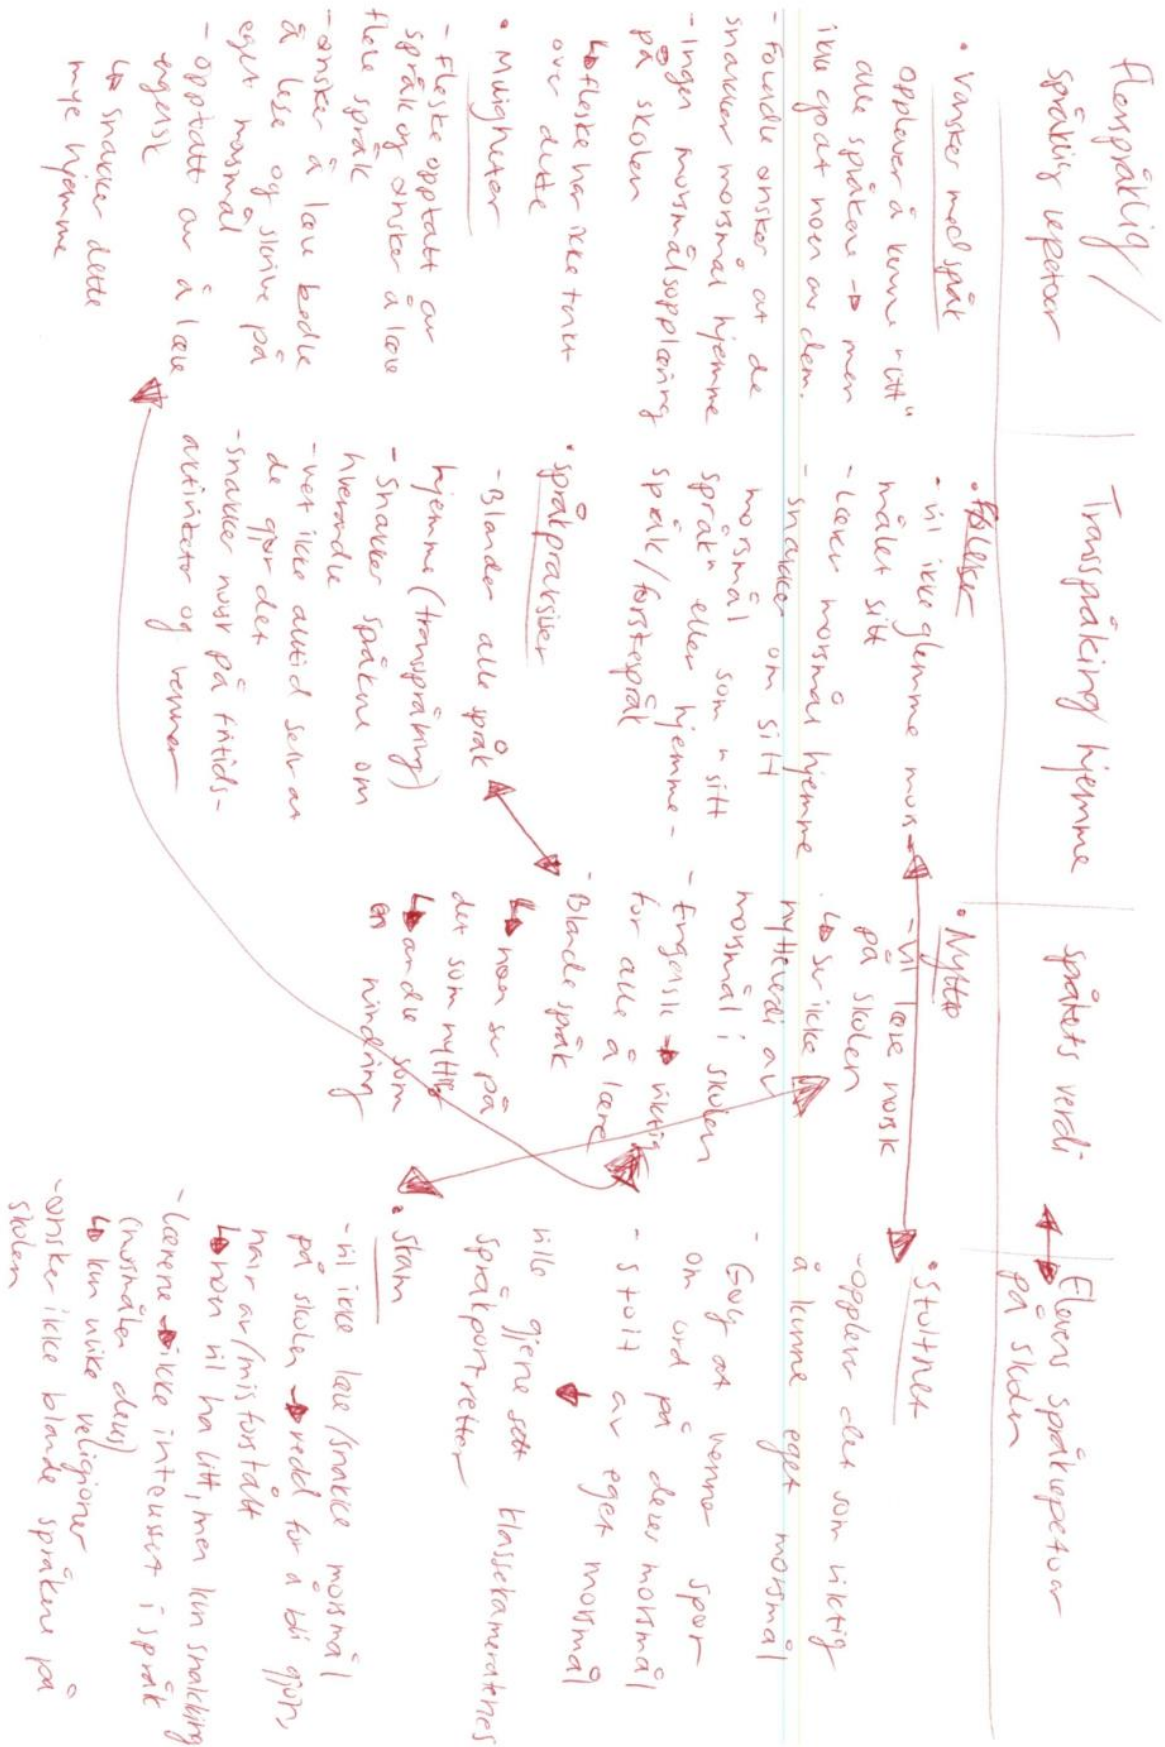 Flerspråklig/
språklig repetoar
• Vansker med språk
opplever å kunne "litt"
alle språkene → men
ikke godt noen av dem.
- Foreldre ønsker at de
snakker morsmål hjemme
- Ingen morsmålsopplæring
på skolen
↳ fleske har ikke tenkt
over dette
• Muligheter
- fleske opptatt av
språk og ønsker å lære
flere språk
- ønsker å lære bedre
å lese og skrive på
eget morsmål
- opptatt av å lære
engelsk
↳ snakker dette
mye hjemme
Transspråking hjemme
• Følelser
- vil ikke glemme mors-
målet sitt
- Lærer morsmål hjemme
- snakker om sitt
morsmål som "sitt
språk" eller hjemme-
språk/førstespråk
• språkpraksiser
- Blander alle språk
hjemme (transspråking)
- Snakker språkene om
hverandre
- vet ikke alltid selv at
de gjør det
- snakker norsk på fritids-
aktiviteter og venner
språkets verdi
• Nytte
- Vil lære norsk
på skolen
↳ ser ikke
nytteverdi av
morsmål i skolen
- Engelsk → viktig
for alle å lære
- Blande språk
↳ noen ser på
det som nyttig
↳ andre som
en hindring
Elevens språkrepetoar
på skolen
• Stolthet
- opplever det som viktig
å kunne eget morsmål
- Gøy at venner spør
om ord på deres morsmål
- Stolt av eget morsmål
ville gjerne sett klassekameratenes
språkportretter
• Skam
- vil ikke lære/snakke morsmål
på skolen → redd for å bli gjort
narr av/misforstått
↳ noen vil ha litt, men kun snakking
- Lærerne → ikke interessert i språk
(morsmålene deres)
↳ kun ulike religioner
- ønsker ikke blande språkene på
skolen